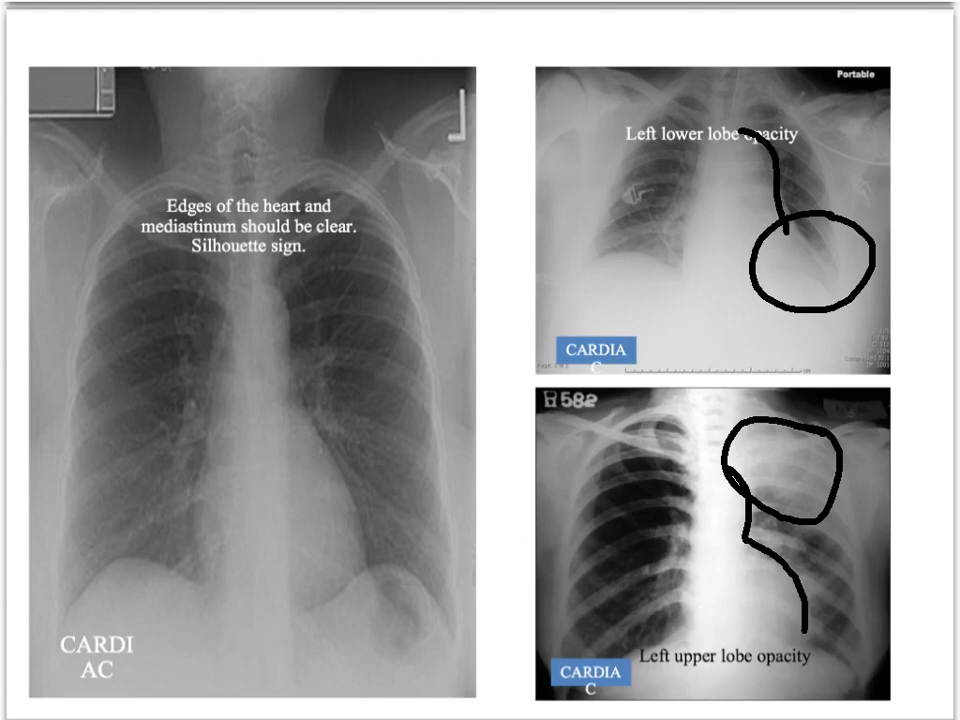 L
Edges of the heart and
mediastinum should be clear.
Silhouette sign.
CARDI
AC
Portable
Left lower lobe opacity
CARDIA
C
R 582
Left upper lobe opacity
CARDIA
C